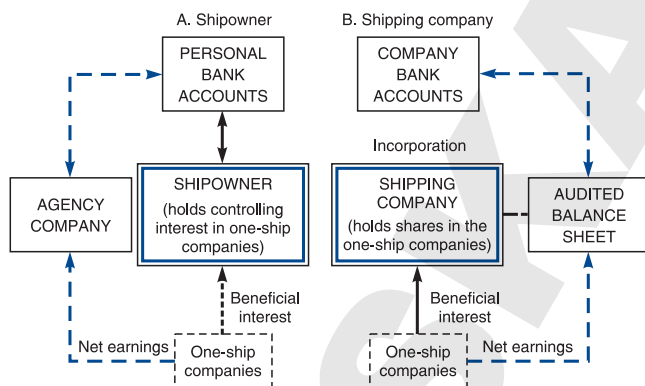 A. Shipowner
PERSONAL
BANK
ACCOUNTS
AGENCY
COMPANY
SHIPOWNER
(holds controlling
interest in one-ship
companies)
Beneficial
interest
Net earnings
One-ship
companies
B. Shipping company
COMPANY
BANK
ACCOUNTS
Incorporation
SHIPPING
COMPANY
(holds shares in the
one-ship companies)
AUDITED
BALANCE
SHEET
Beneficial
interest
One-ship
companies
Net earnings